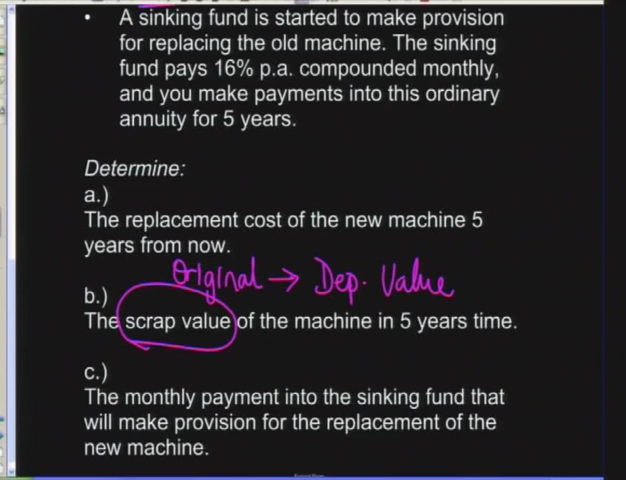 • A sinking fund is started to make provision
for replacing the old machine. The sinking
fund pays 16% p.a. compounded monthly,
and you make payments into this ordinary
annuity for 5 years.
Determine:
a.)
The replacement cost of the new machine 5
years from now.
Original → Dep. Value
b.)
The scrap value of the machine in 5 years time.
c.)
The monthly payment into the sinking fund that
will make provision for the replacement of the
new machine.